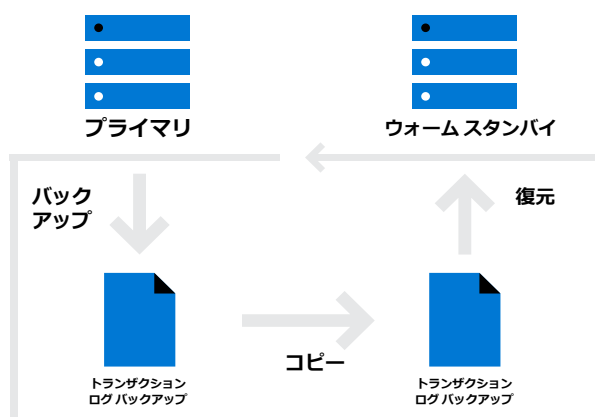 プライマリ
ウォーム スタンバイ
バック
アップ
復元
コピー
トランザクション
ログ バックアップ
トランザクション
ログ バックアップ